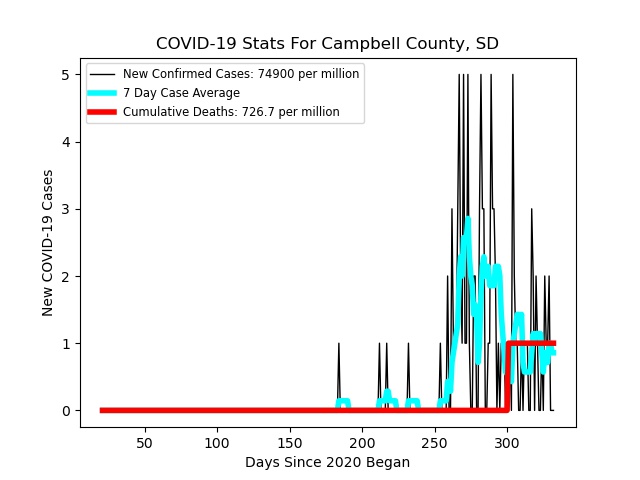 COVID-19 Stats For Campbell County, SD
New Confirmed Cases: 74900 per million
7 Day Case Average
Cumulative Deaths: 726.7 per million
New COVID-19 Cases
5
4
3
2
1
0
50
100
150
200
250
300
Days Since 2020 Began